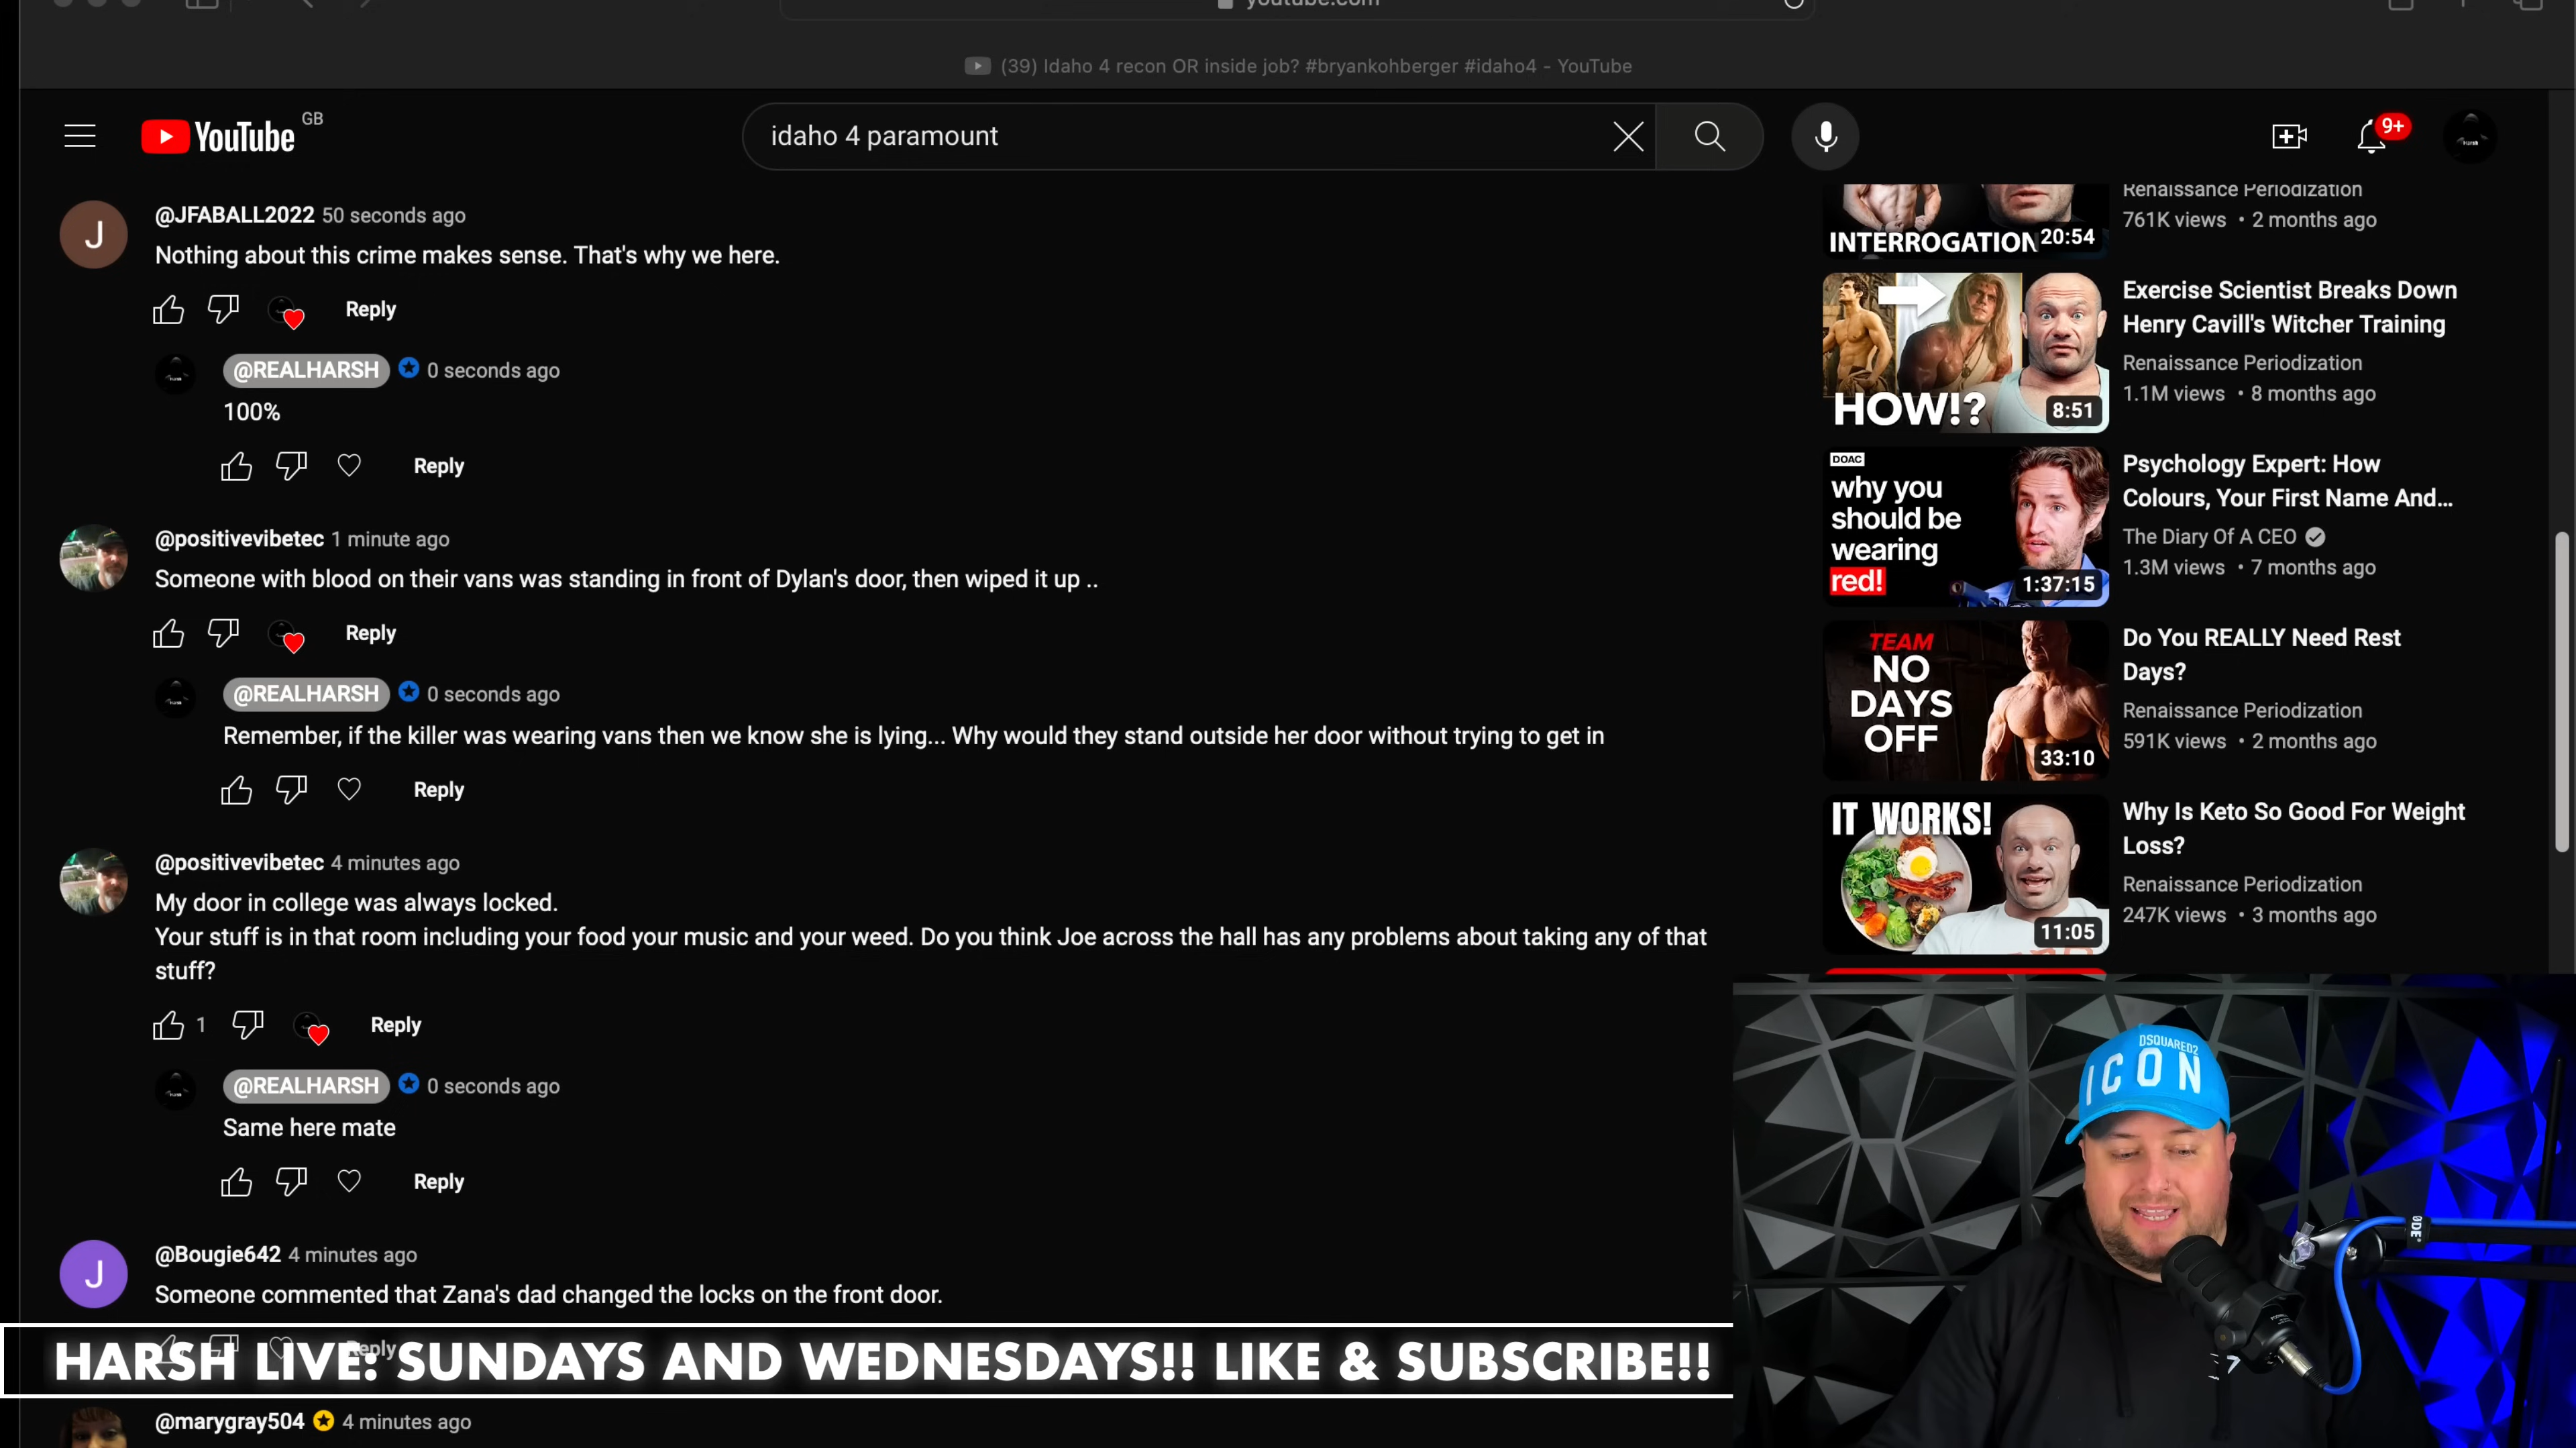 youtube.com
(39) Idaho 4 recon OR inside job? #bryankohberger #idaho4 - YouTube
YouTube GB
idaho 4 paramount
9+
J
@JFABALL2022 50 seconds ago
Nothing about this crime makes sense. That's why we here.
Reply
@REALHARSH 0 seconds ago
100%
Reply
@positivevibetec 1 minute ago
Someone with blood on their vans was standing in front of Dylan's door, then wiped it up ..
Reply
@REALHARSH 0 seconds ago
Remember, if the killer was wearing vans then we know she is lying... Why would they stand outside her door without trying to get in
Reply
@positivevibetec 4 minutes ago
My door in college was always locked.
Your stuff is in that room including your food your music and your weed. Do you think Joe across the hall has any problems about taking any of that
stuff?
1
Reply
@REALHARSH 0 seconds ago
Same here mate
Reply
J
@Bougie642 4 minutes ago
Someone commented that Zana's dad changed the locks on the front door.
Reply
HARSH LIVE: SUNDAYS AND WEDNESDAYS!! LIKE & SUBSCRIBE!!
@marygray504 4 minutes ago
INTERROGATION 20:54
Renaissance Periodization
761K views • 2 months ago
HOW!? 8:51
Exercise Scientist Breaks Down
Henry Cavill's Witcher Training
Renaissance Periodization
1.1M views • 8 months ago
DOAC
why you
should be
wearing
red!
1:37:15
Psychology Expert: How
Colours, Your First Name And...
The Diary Of A CEO
1.3M views • 7 months ago
TEAM
NO
DAYS
OFF
33:10
Do You REALLY Need Rest
Days?
Renaissance Periodization
591K views • 2 months ago
IT WORKS!
11:05
Why Is Keto So Good For Weight
Loss?
Renaissance Periodization
247K views • 3 months ago
DSQUARED2
ICON